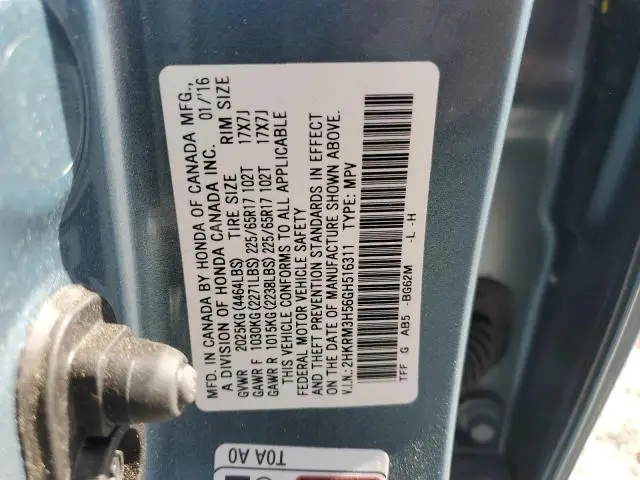 MFD. IN CANADA BY HONDA OF CANADA MFG.,
A DIVISION OF HONDA CANADA INC. 01/'16
GVWR 2025KG(4464LBS) TIRE SIZE RIM SIZE
GAWR F 1030KG(2271LBS) 225/65R17 102T 17X7J
GAWR R 1015KG(2238LBS) 225/65R17 102T 17X7J
THIS VEHICLE CONFORMS TO ALL APPLICABLE
FEDERAL MOTOR VEHICLE SAFETY
AND THEFT PREVENTION STANDARDS IN EFFECT
ON THE DATE OF MANUFACTURE SHOWN ABOVE.
V.I.N.: 2HKRM3H56GH516311 TYPE: MPV
TFF G AB5 -BG62M -L -H
T0A A0